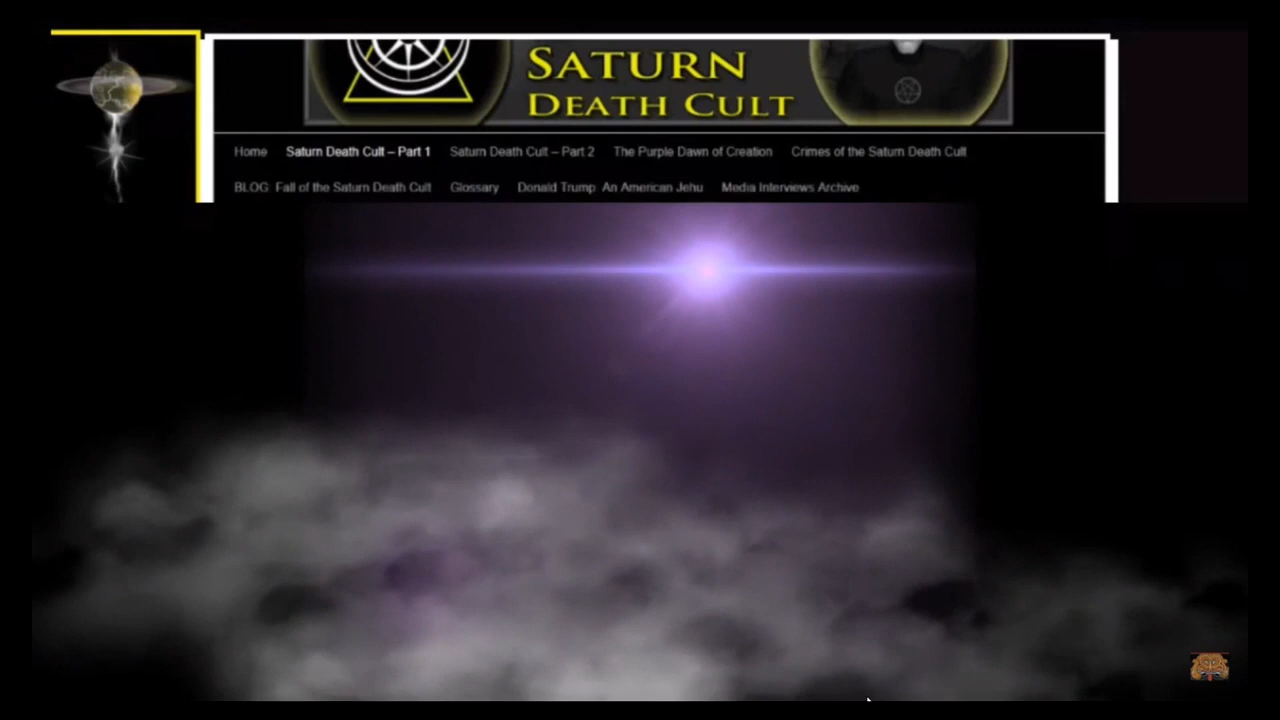 SATURN
DEATH CULT
Home Saturn Death Cult – Part 1 Saturn Death Cult – Part 2 The Purple Dawn of Creation Crimes of the Saturn Death Cult
BLOG: Fall of the Saturn Death Cult Glossary Donald Trump: An American Jehu Media Interviews Archive